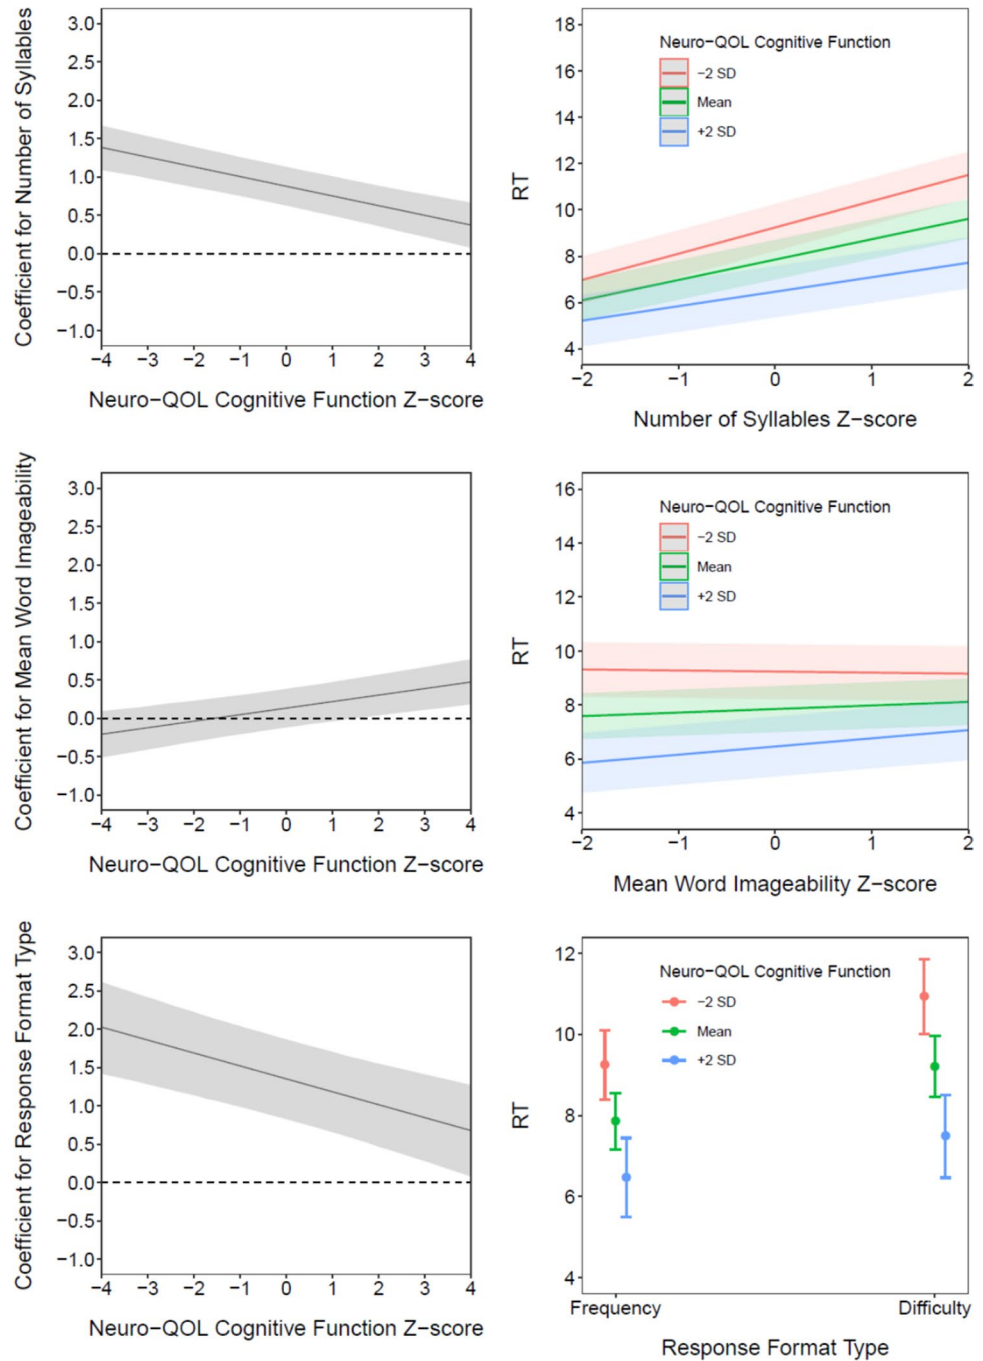 Coefficient for Number of Syllables
3.0
2.5
2.0
1.5
1.0
0.5
0.0
−0.5
−1.0
−4 −3 −2 −1 0 1 2 3 4
Neuro−QOL Cognitive Function Z−score
RT
18
16
14
12
10
8
6
4
Neuro−QOL Cognitive Function
−2 SD
Mean
+2 SD
−2 −1 0 1 2
Number of Syllables Z−score
Coefficient for Mean Word Imageability
3.0
2.5
2.0
1.5
1.0
0.5
0.0
−0.5
−1.0
−4 −3 −2 −1 0 1 2 3 4
Neuro−QOL Cognitive Function Z−score
RT
16
14
12
10
8
6
4
Neuro−QOL Cognitive Function
−2 SD
Mean
+2 SD
−2 −1 0 1 2
Mean Word Imageability Z−score
Coefficient for Response Format Type
3.0
2.5
2.0
1.5
1.0
0.5
0.0
−0.5
−1.0
−4 −3 −2 −1 0 1 2 3 4
Neuro−QOL Cognitive Function Z−score
RT
12
10
8
6
4
Neuro−QOL Cognitive Function
−2 SD
Mean
+2 SD
Frequency Difficulty
Response Format Type